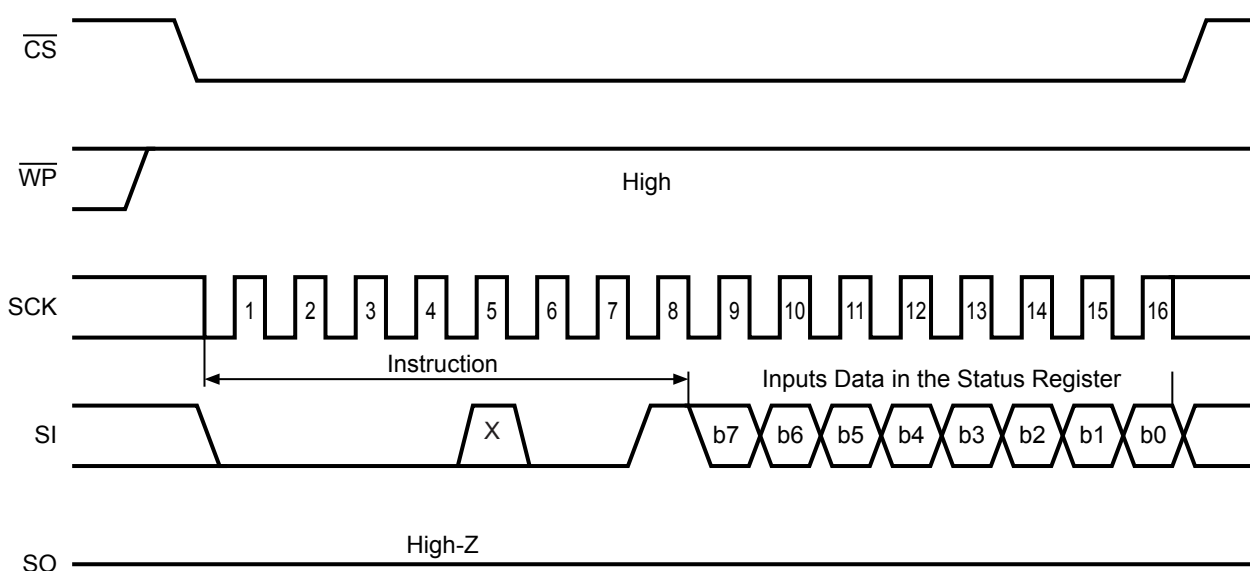 CS
WP
High
SCK
1 2 3 4 5 6 7 8 9 10 11 12 13 14 15 16
Instruction
Inputs Data in the Status Register
SI
X
b7 b6 b5 b4 b3 b2 b1 b0
High-Z
SO